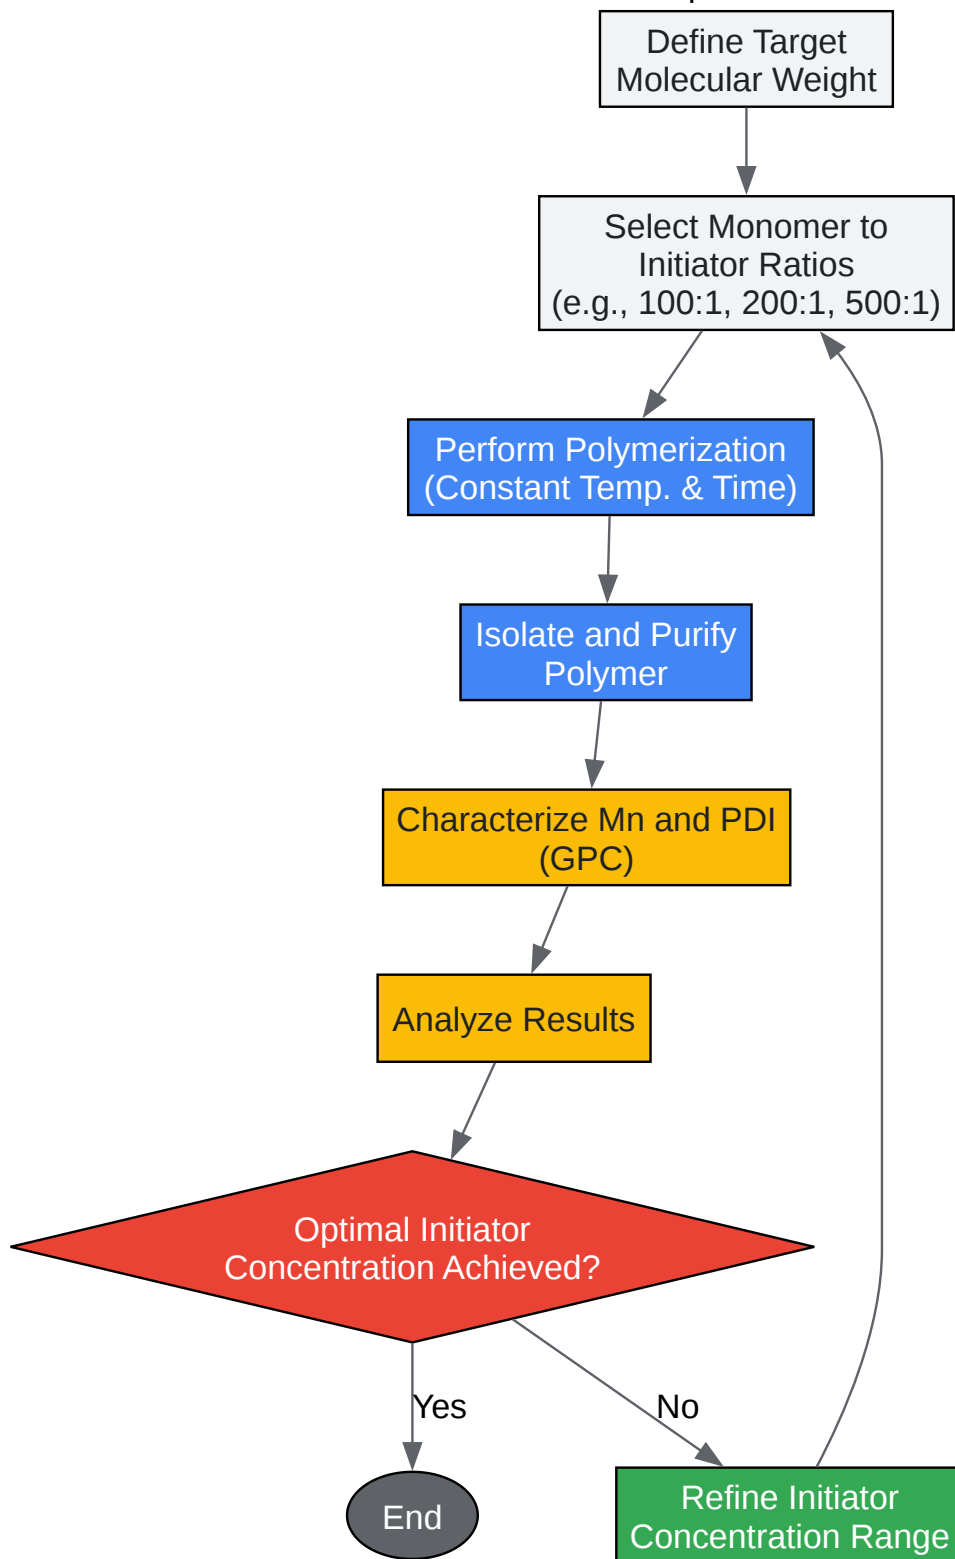 Define Target
Molecular Weight
Select Monomer to
Initiator Ratios
(e.g., 100:1, 200:1, 500:1)
Perform Polymerization
(Constant Temp. & Time)
Isolate and Purify
Polymer
Characterize Mn and PDI
(GPC)
Analyze Results
Optimal Initiator
Concentration Achieved?
Yes
No
End
Refine Initiator
Concentration Range